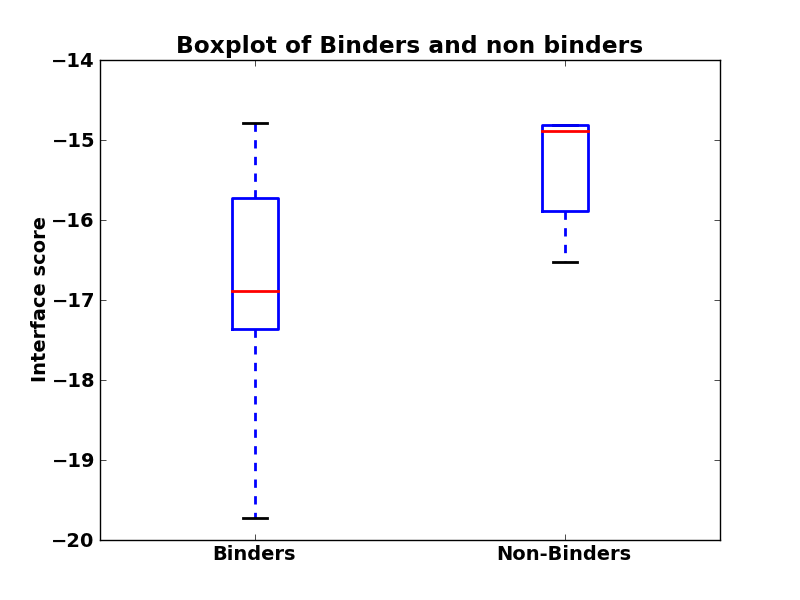 Boxplot of Binders and non binders
Interface score
−14
−15
−16
−17
−18
−19
−20
Binders
Non-Binders